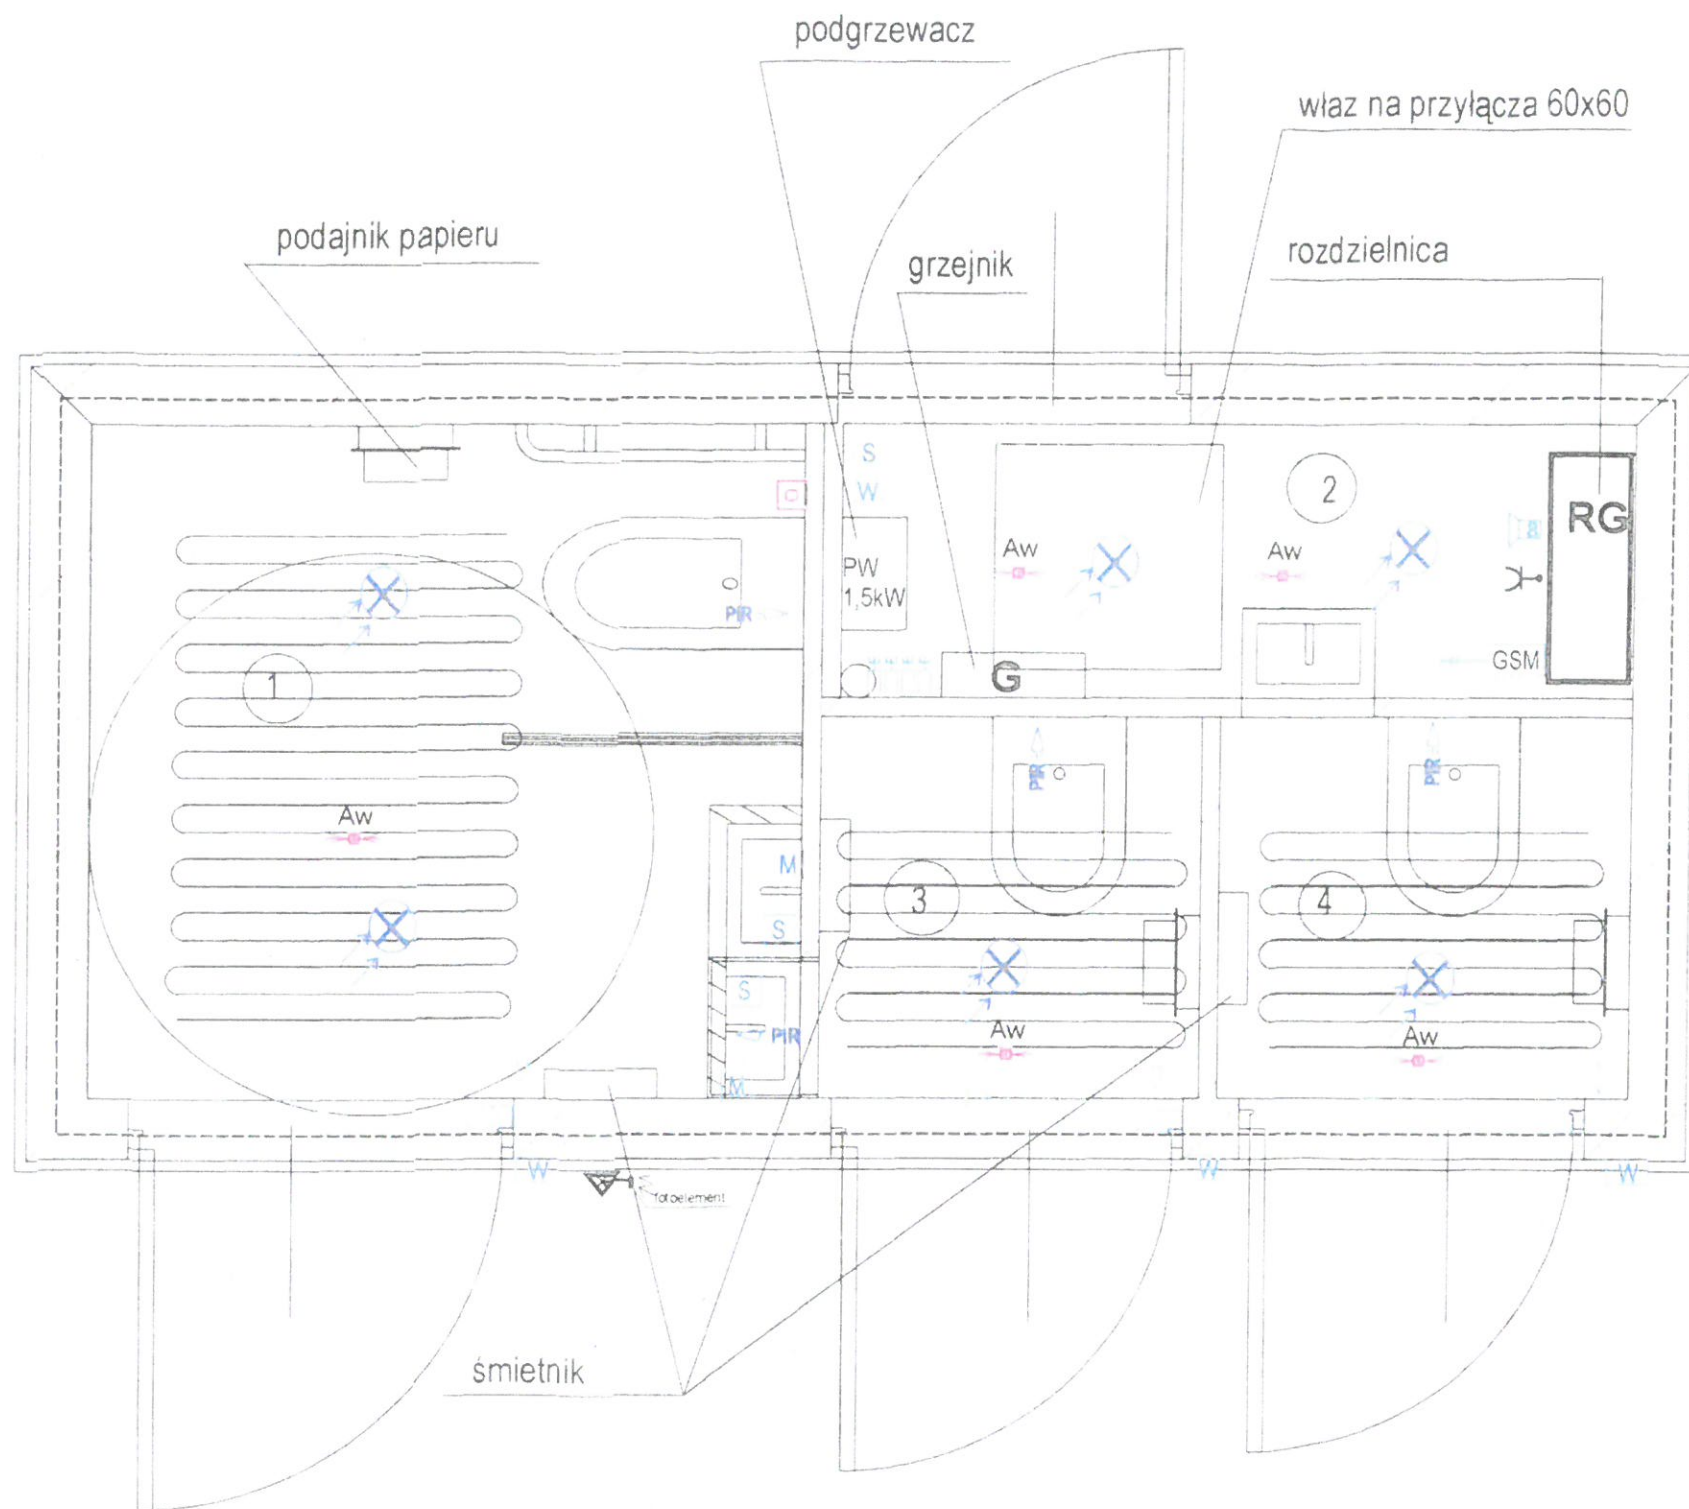 podgrzewacz
właz na przyłącza 60x60
podajnik papieru
grzejnik
rozdzielnica
S
W
2
RG
Aw
Aw
PW
1,5kW
PIR
1
G
GSM
PIR
PIR
Aw
M
3
4
S
S
PIR
Aw
Aw
M
W
W
W
fotoelement
śmietnik